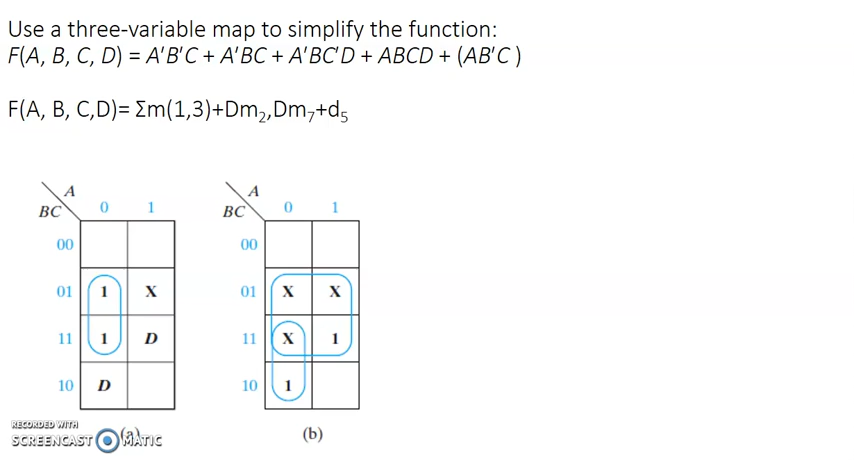 Use a three-variable map to simplify the function:
F(A, B, C, D) = A'B'C + A'BC + A'BC'D + ABCD + (AB'C )
F(A, B, C,D)= Σm(1,3)+Dm₂,Dm₇+d₅
A A
BC 0 1 BC 0 1
00 00
01 1 X 01 X X
11 1 D 11 X 1
10 D 10 1
RECORDED WITH
SCREENCAST MATIC
(a) (b)